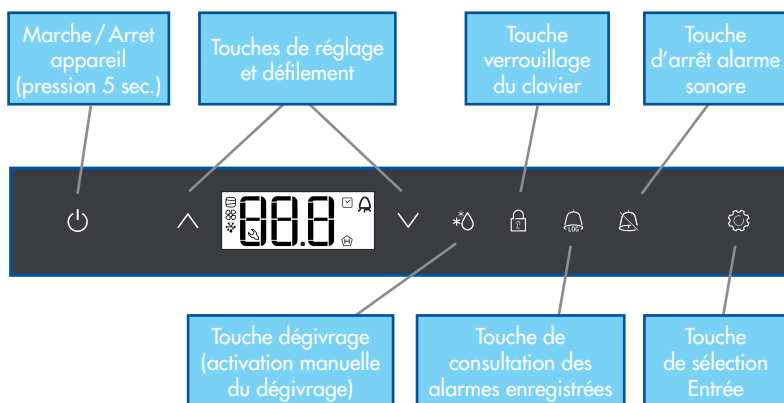 Marche / Arret
appareil
(pression 5 sec.)
Touches de réglage
et défilement
Touche
verrouillage
du clavier
Touche
d'arrêt alarme
sonore
88.8
LOG
Touche dégivrage
(activation manuelle
du dégivrage)
Touche de
consultation des
alarmes enregistrées
Touche
de sélection
Entrée